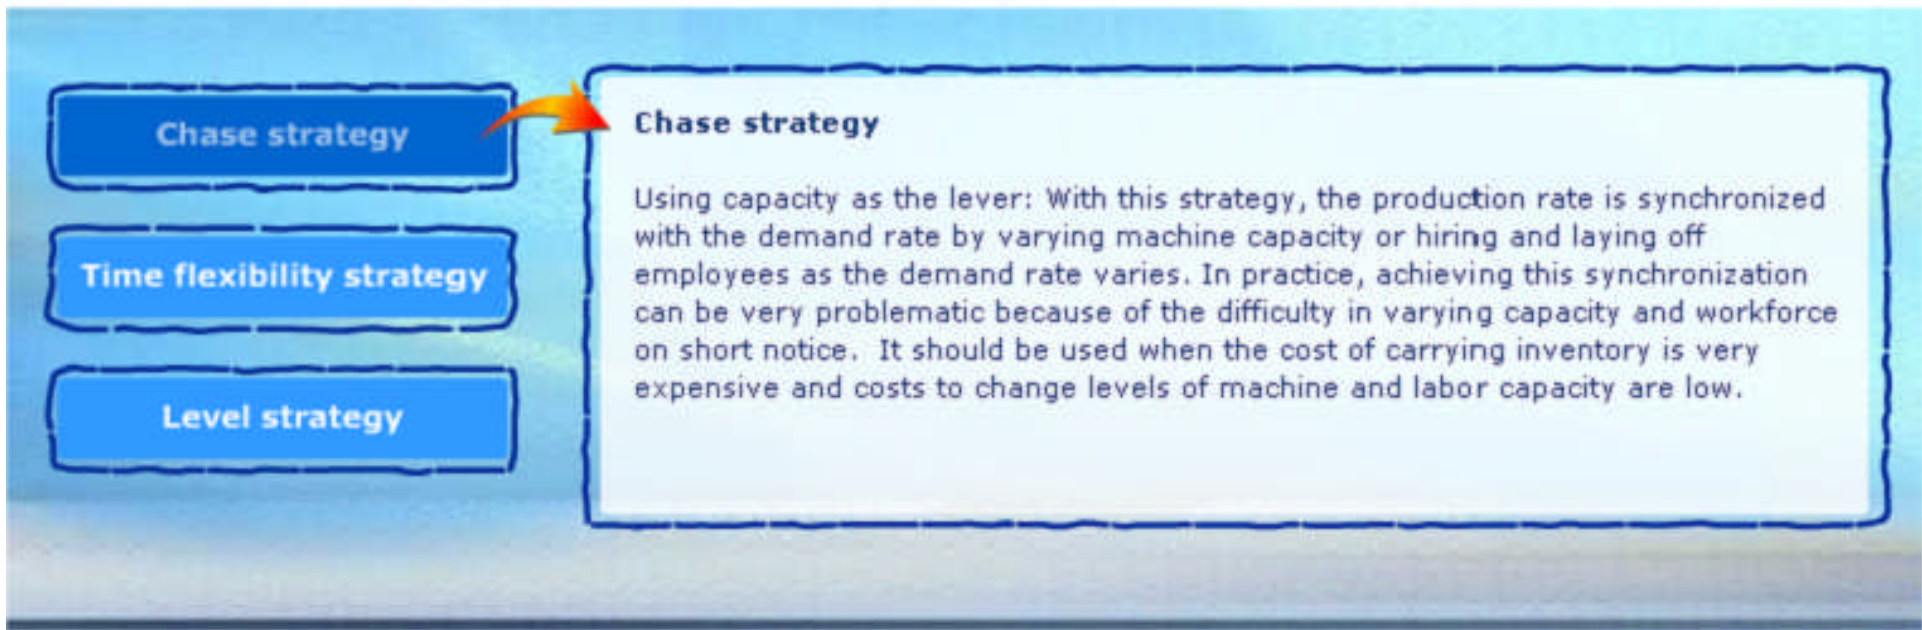 Chase strategy
Time flexibility strategy
Level strategy
Chase strategy
Using capacity as the lever: With this strategy, the production rate is synchronized
with the demand rate by varying machine capacity or hiring and laying off
employees as the demand rate varies. In practice, achieving this synchronization
can be very problematic because of the difficulty in varying capacity and workforce
on short notice.  It should be used when the cost of carrying inventory is very
expensive and costs to change levels of machine and labor capacity are low.